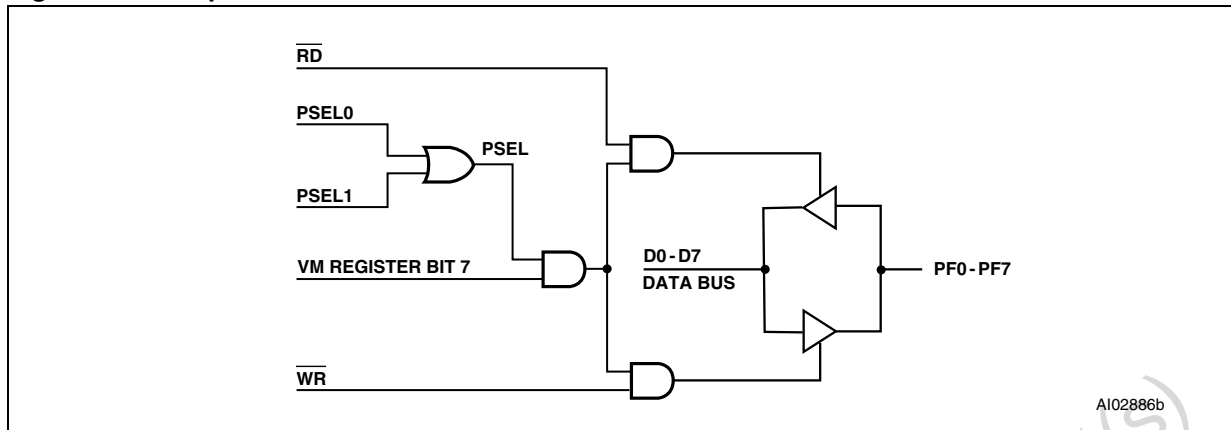 RD
PSEL0
PSEL
PSEL1
VM REGISTER BIT 7
D0-D7
DATA BUS
PF0-PF7
WR
AI02886b
(s)